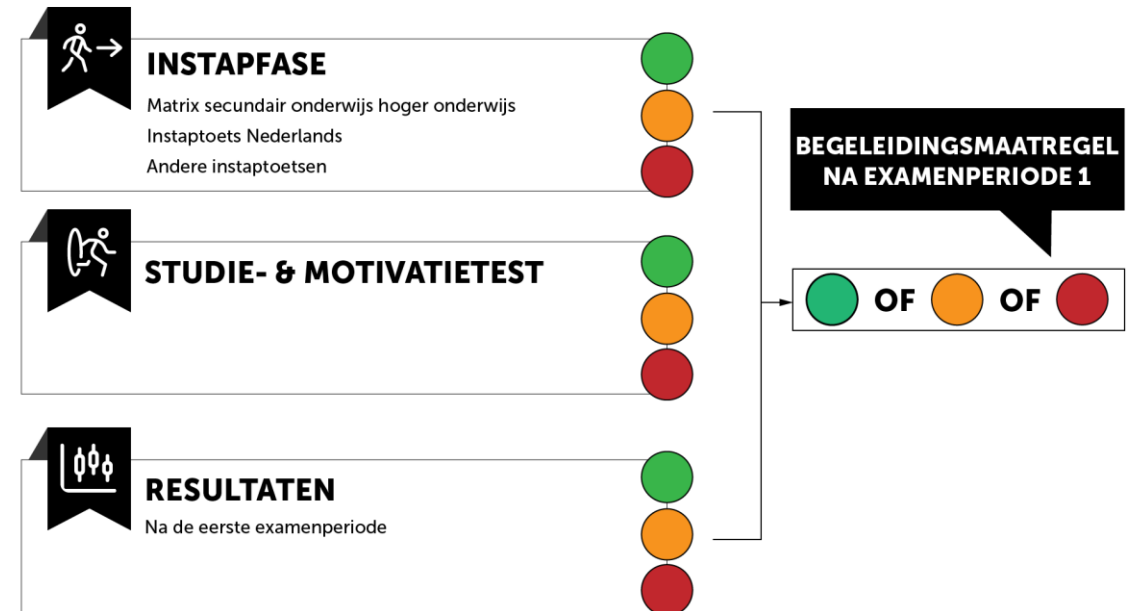 INSTAPFASE
Matrix secundair onderwijs hoger onderwijs
Instaptoets Nederlands
Andere instaptoetsen
STUDIE- & MOTIVATIETEST
RESULTATEN
Na de eerste examenperiode
BEGELEIDINGSMAATREGEL
NA EXAMENPERIODE 1
OF OF